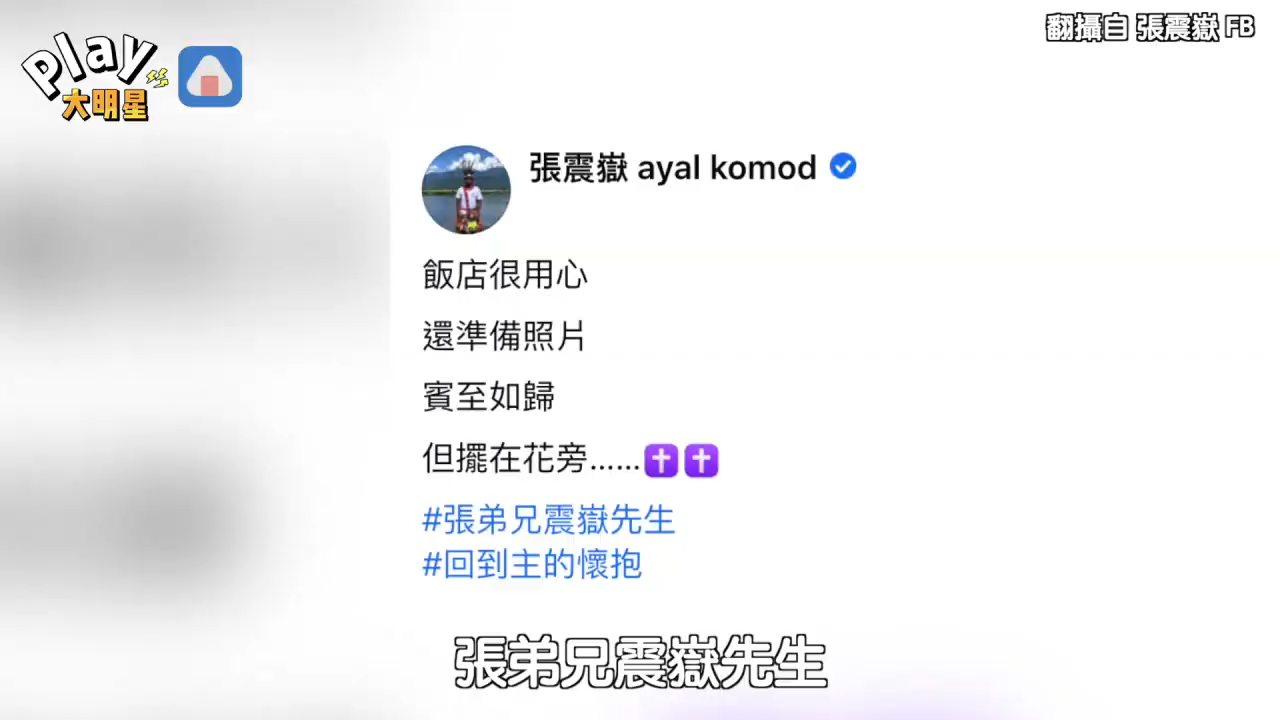 Play
大明星
翻攝自 張震嶽 FB
張震嶽 ayal komod
飯店很用心
還準備照片
賓至如歸
但擺在花旁......✝️✝️
#張弟兄震嶽先生
#回到主的懷抱
張弟兄震嶽先生